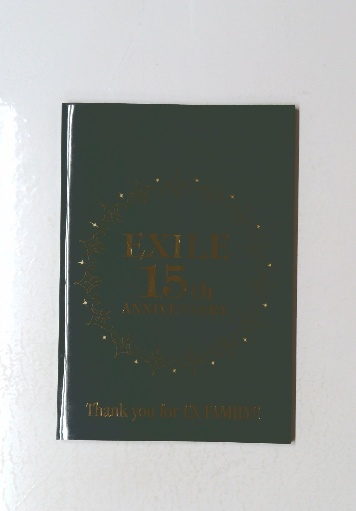 EXILE
15th
ANNIVERSARY
Thank you for EX FAMILY